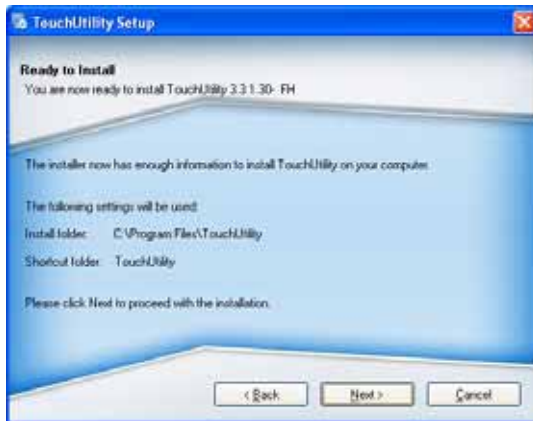 TouchUtility Setup
Ready to Install
You are now ready to install TouchUtility 3.3.1.30- FH
The installer now has enough information to install TouchUtility on your computer.
The following settings will be used:
Install folder: C:\Program Files\TouchUtility
Shortcut folder: TouchUtility
Please click Next to proceed with the installation.
< Back Next > Cancel